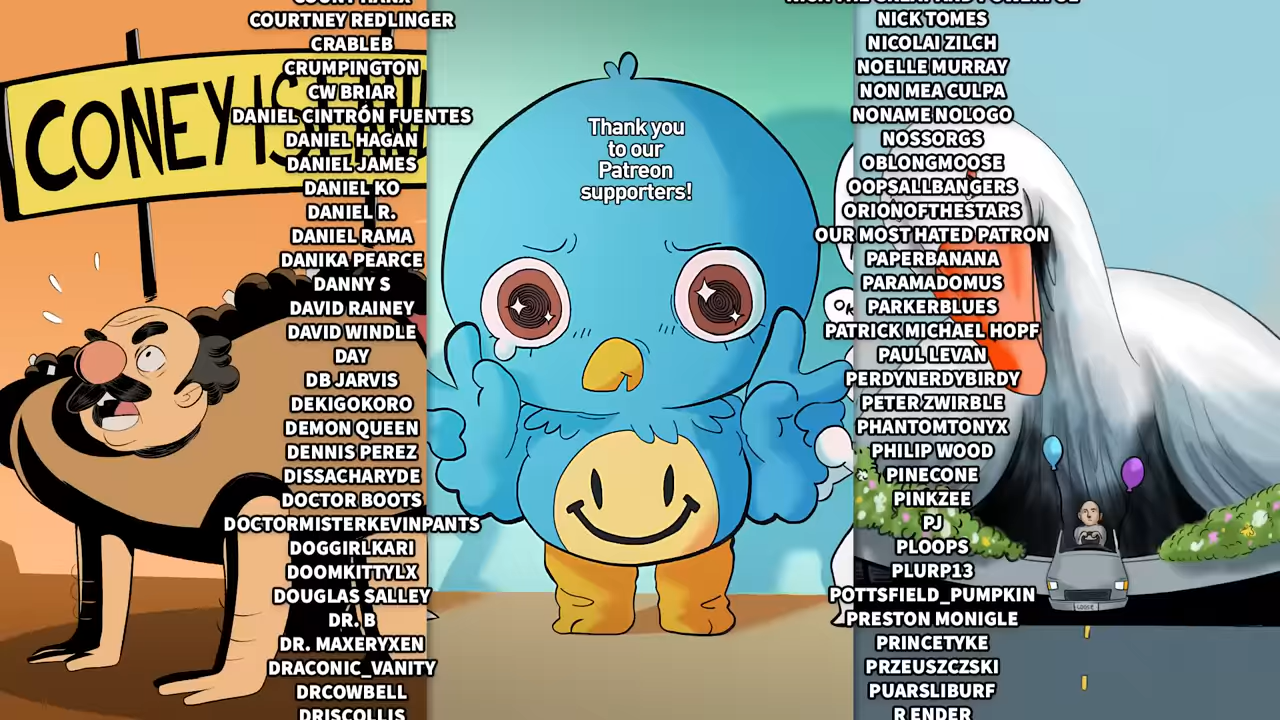 CONEY ISLAND
COURTNEY REDLINGER
CRABLEB
CRUMPINGTON
CW BRIAR
DANIEL CINTRÓN FUENTES
DANIEL HAGAN
DANIEL JAMES
DANIEL KO
DANIEL R.
DANIEL RAMA
DANIKA PEARCE
DANNY S
DAVID RAINEY
DAVID WINDLE
DAY
DB JARVIS
DEKIGOKORO
DEMON QUEEN
DENNIS PEREZ
DISSACHARYDE
DOCTOR BOOTS
DOCTORMISTERKEVINPANTS
DOGGIRLKARI
DOOMKITTYLX
DOUGLAS SALLEY
DR. B
DR. MAXERYXEN
DRACONIC_VANITY
DRCOWBELL
DRISCOLLIS
Thank you
to our
Patreon
supporters!
NICK TOMES
NICOLAI ZILCH
NOELLE MURRAY
NON MEA CULPA
NONAME NOLOGO
NOSSORGS
OBLONGMOOSE
OOPSALLBANGERS
ORIONOFTHESTARS
OUR MOST HATED PATRON
PAPERBANANA
PARAMADOMUS
PARKERBLUES
PATRICK MICHAEL HOPF
PAUL LEVAN
PERDYNERDYBIRDY
PETER ZWIRBLE
PHANTOMTONYX
PHILIP WOOD
PINECONE
PINKZEE
PJ
PLOOPS
PLURP13
POTTSFIELD_PUMPKIN
PRESTON MONIGLE
PRINCETYKE
PRZEUSZCZSKI
PUARSLIBURF
R ENDER
OK